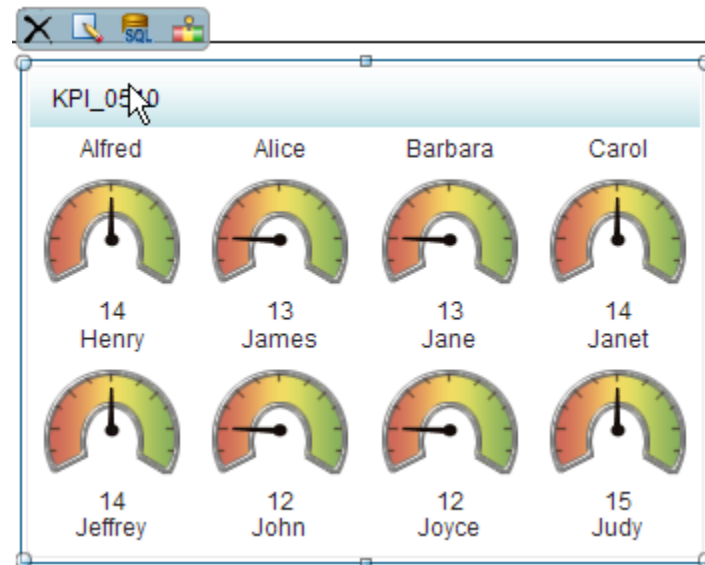 SQL
Alfred Alice Barbara Carol
14 13 13 14
Henry James Jane Janet
14 12 12 15
Jeffrey John Joyce Judy